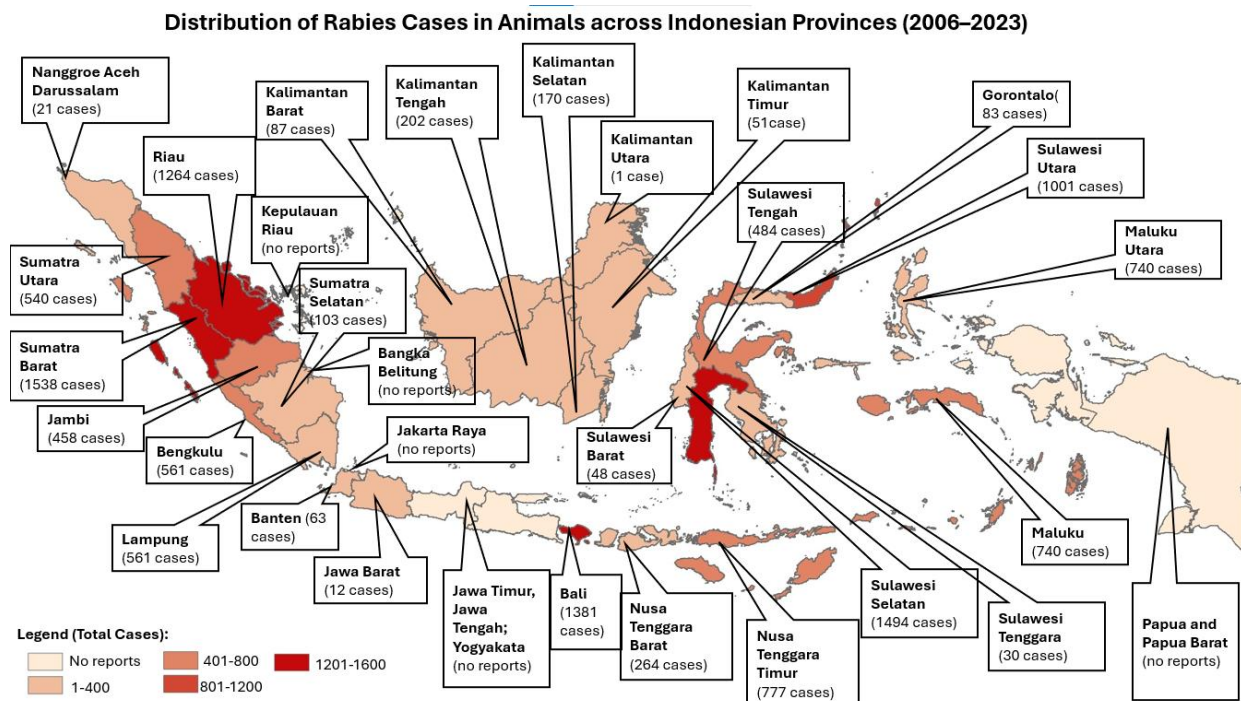 Distribution of Rabies Cases in Animals across Indonesian Provinces (2006–2023)
Nanggroe Aceh
Darussalam
(21 cases)
Riau
(1264 cases)
Kalimantan
Barat
(87 cases)
Kalimantan
Tengah
(202 cases)
Kalimantan
Selatan
(170 cases)
Kalimantan
Utara
(1 case)
Kalimantan
Timur
(51case)
Gorontalo(
83 cases)
Sulawesi
Utara
(1001 cases)
Sulawesi
Tengah
(484 cases)
Maluku
Utara
(740 cases)
Kepulauan
Riau
(no reports)
Sumatra
Utara
(540 cases)
Sumatra
Selatan
(103 cases)
Sumatra
Barat
(1538 cases)
Bangka
Belitung
(no reports)
Jambi
(458 cases)
Bengkulu
(561 cases)
Jakarta Raya
(no reports)
Sulawesi
Barat
(48 cases)
Lampung
(561 cases)
Banten (63
cases)
Jawa Barat
(12 cases)
Jawa Timur,
Jawa
Tengah;
Yogyakata
(no reports)
Bali
(1381
cases)
Nusa
Tenggara
Barat
(264 cases)
Nusa
Tenggara
Timur
(777 cases)
Sulawesi
Selatan
(1494 cases)
Sulawesi
Tenggara
(30 cases)
Maluku
(740 cases)
Papua and
Papua Barat
(no reports)
Legend (Total Cases):
No reports
1-400
401-800
801-1200
1201-1600